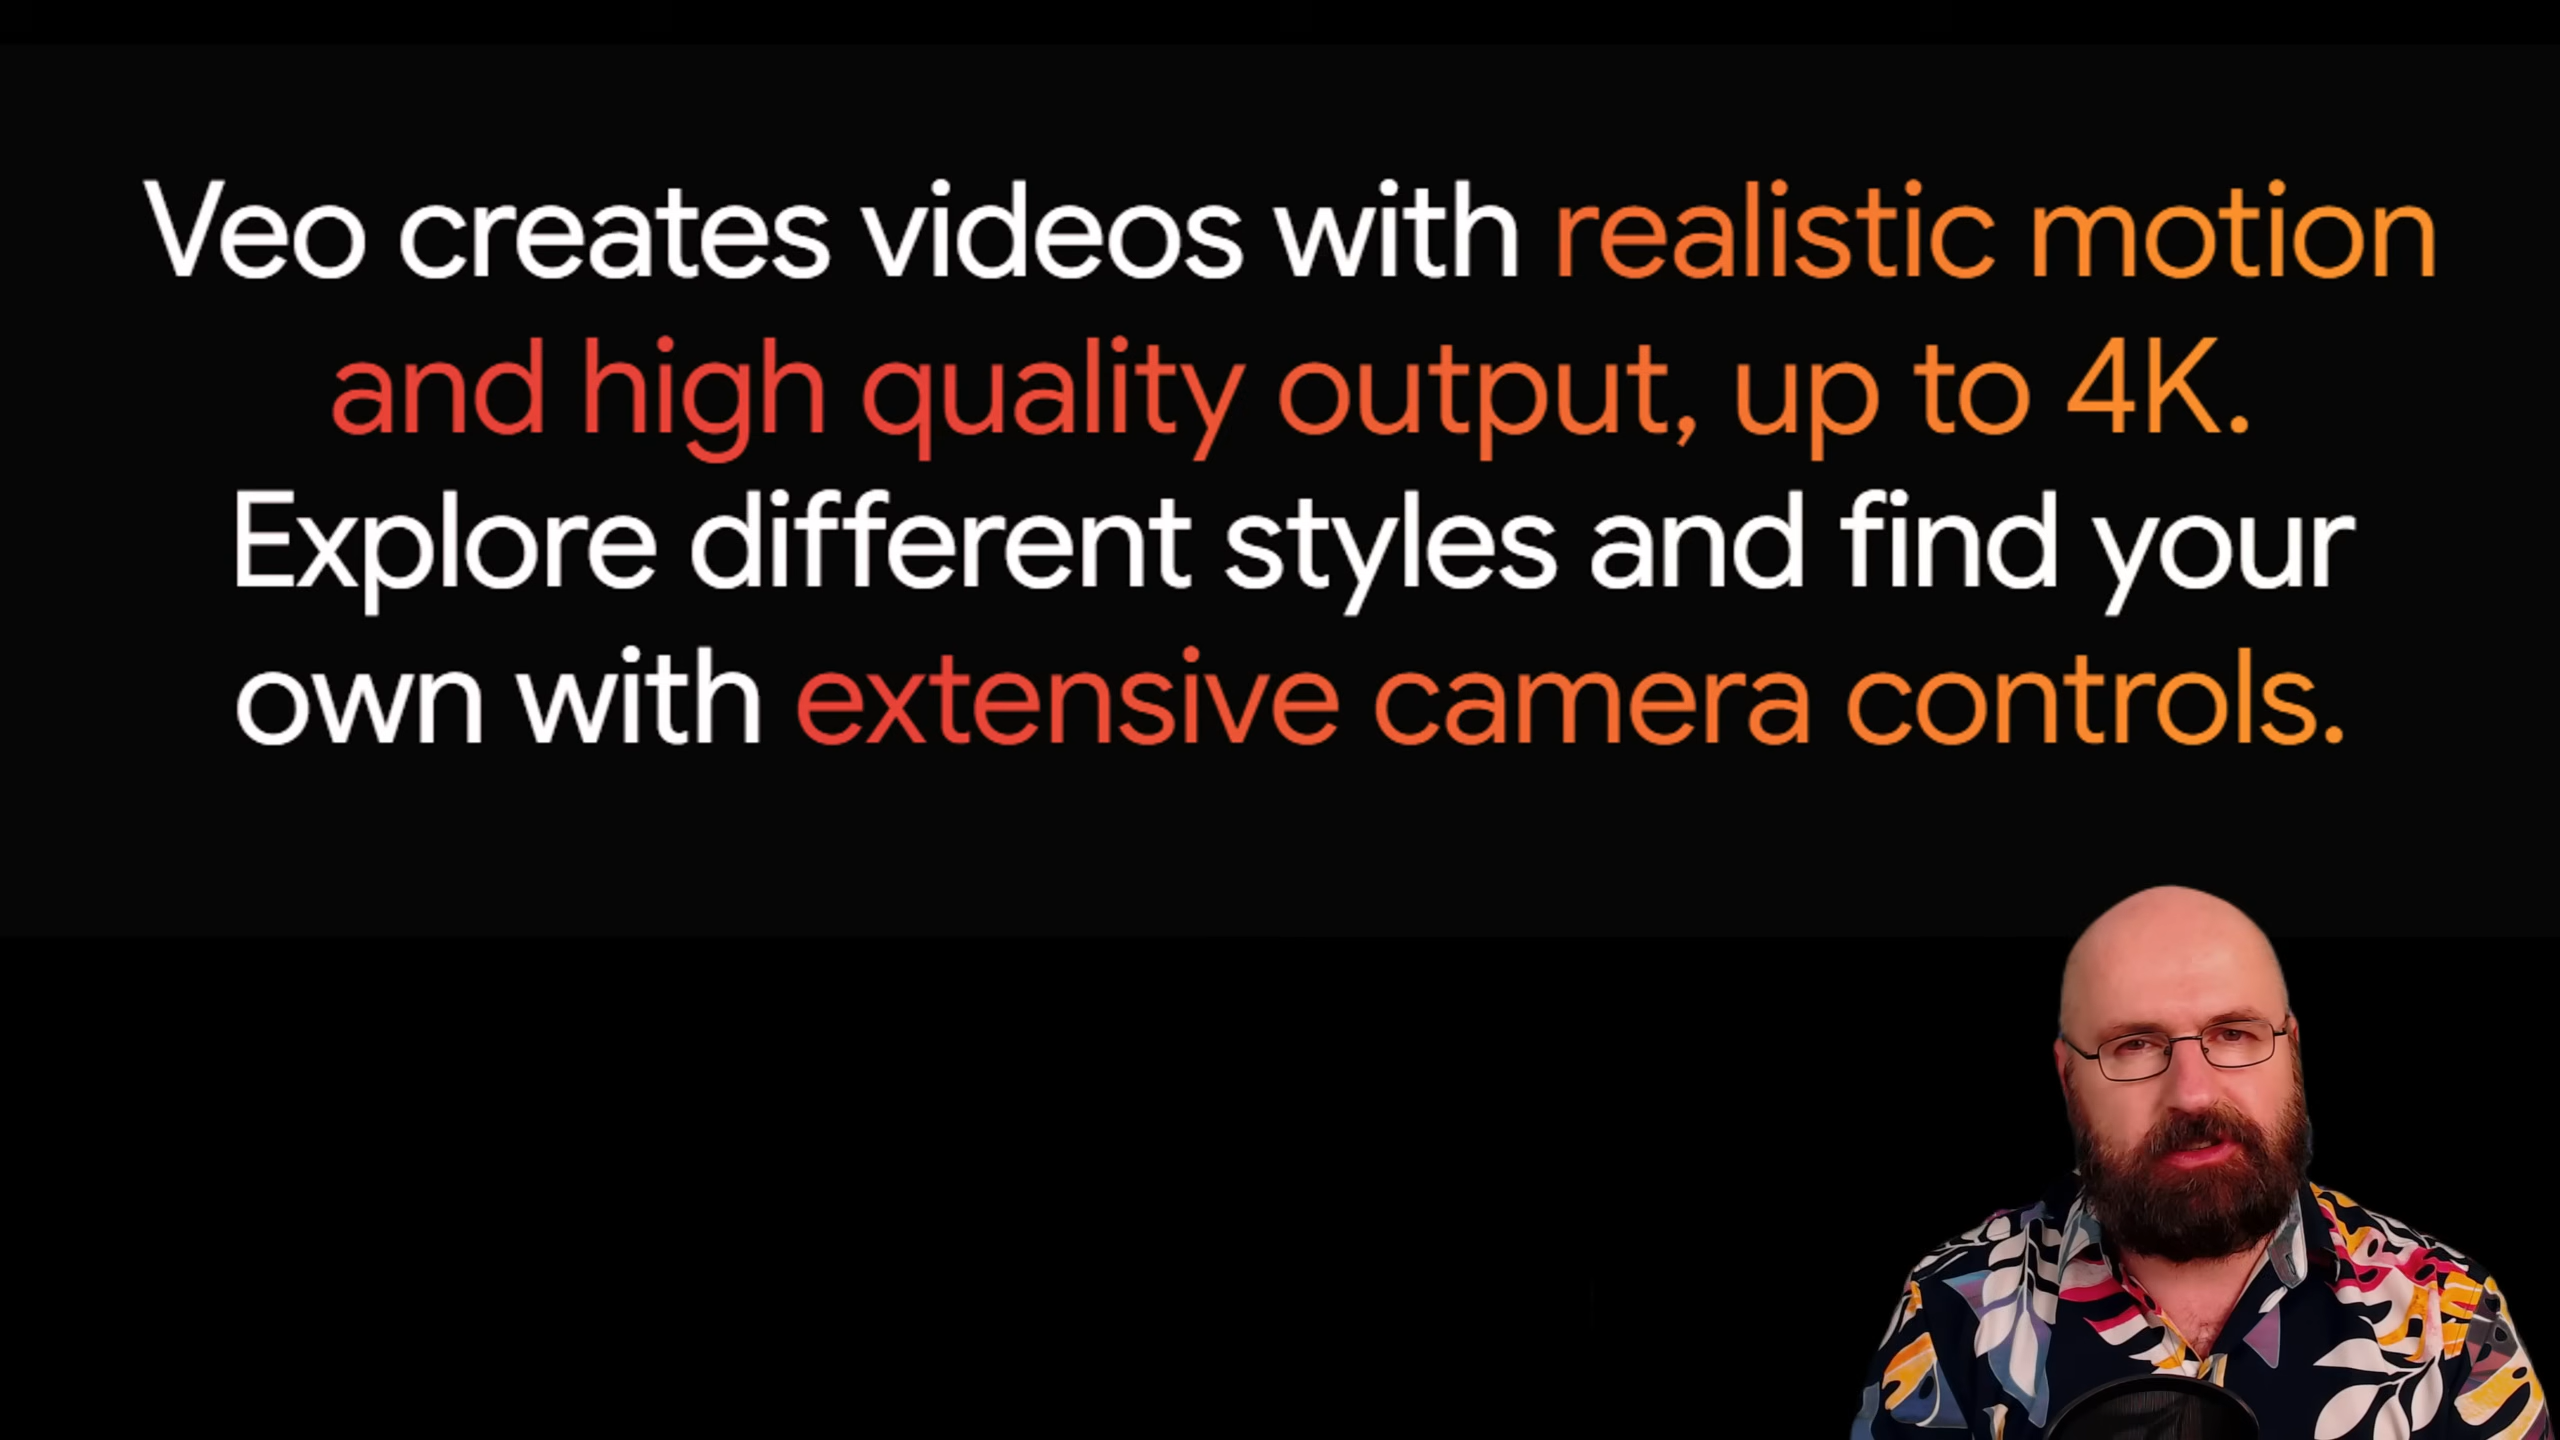 Veo creates videos with realistic motion
and high quality output, up to 4K.
Explore different styles and find your
own with extensive camera controls.